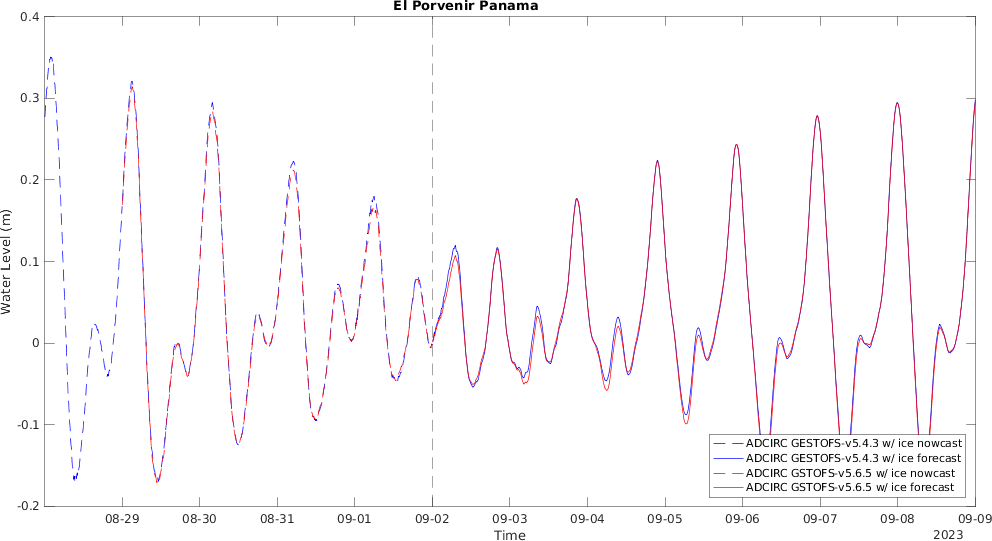 El Porvenir Panama
0.4
0.3
0.2
0.1
0
-0.1
-0.2
Water Level (m)
ADCIRC GESTOFS-v5.4.3 w/ ice nowcast
ADCIRC GESTOFS-v5.4.3 w/ ice forecast
ADCIRC GSTOFS-v5.6.5 w/ ice nowcast
ADCIRC GSTOFS-v5.6.5 w/ ice forecast
08-29 08-30 08-31 09-01 09-02 09-03 09-04 09-05 09-06 09-07 09-08 09-09
Time
2023